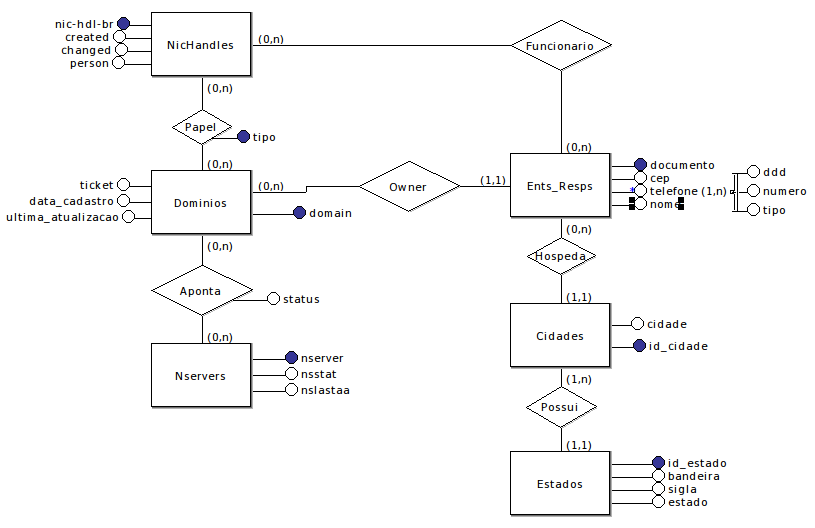 nic-hdl-br
created
changed
person
NicHandles
(0,n)
Funcionario
(0,n)
Papel
tipo
(0,n)
(0,n)
ticket
data_cadastro
ultima_atualizacao
Dominios
(0,n)
domain
Owner
(1,1)
Ents_Resps
documento
cep
* telefone (1,n)
nome
ddd
numero
tipo
(0,n)
(0,n)
Hospeda
Aponta
status
(1,1)
(0,n)
Cidades
cidade
id_cidade
Nservers
nserver
nsstat
nslastaa
(1,n)
Possui
(1,1)
Estados
id_estado
bandeira
sigla
estado